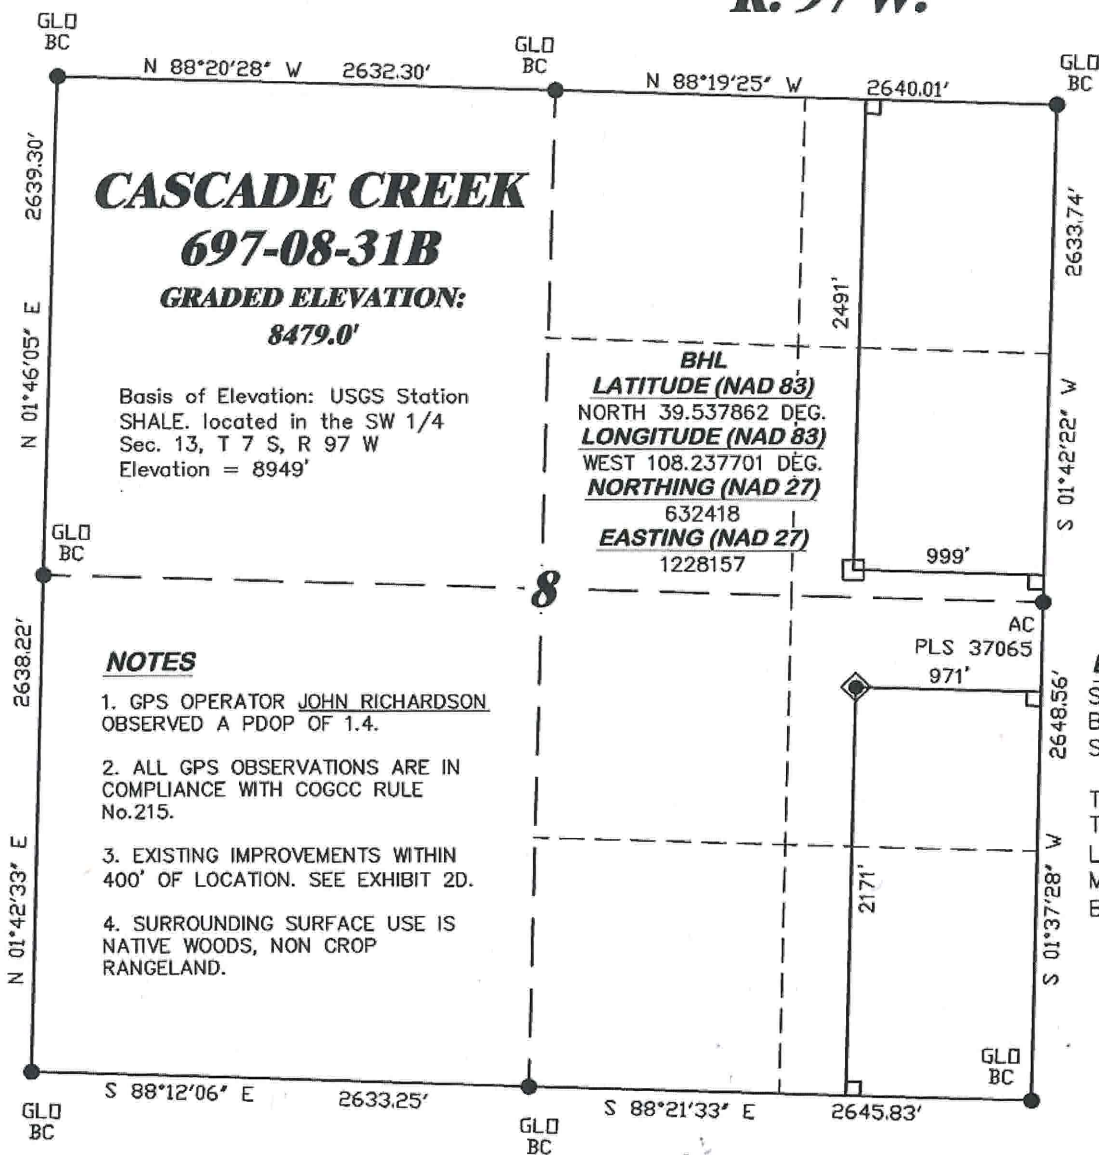 R. 97 W.
GLO
BC
GLO
BC
GLO
BC
N 88°20'28" W 2632.30'
N 88°19'25" W 2640.01'
2639.30'
N 01°46'05" E
CASCADE CREEK
697-08-31B
GRADED ELEVATION:
8479.0'
Basis of Elevation: USGS Station
SHALE. located in the SW 1/4
Sec. 13, T 7 S, R 97 W
Elevation = 8949'
2491'
2633.74'
S 01°42'22" W
BHL
LATITUDE (NAD 83)
NORTH 39.537862 DEG.
LONGITUDE (NAD 83)
WEST 108.237701 DEG.
NORTHING (NAD 27)
632418
EASTING (NAD 27)
1228157
999'
GLO
BC
8
AC
PLS 37065
971'
2638.22'
N 01°42'33" E
NOTES
1. GPS OPERATOR JOHN RICHARDSON
OBSERVED A PDOP OF 1.4.
2. ALL GPS OBSERVATIONS ARE IN
COMPLIANCE WITH COGCC RULE
No.215.
3. EXISTING IMPROVEMENTS WITHIN
400' OF LOCATION. SEE EXHIBIT 2D.
4. SURROUNDING SURFACE USE IS
NATIVE WOODS, NON CROP
RANGELAND.
2171'
2648.56'
S 01°37'28" W
S
B
S
T
T
L
M
E
GLO
BC
S 88°12'06" E 2633.25'
S 88°21'33" E 2645.83'
GLO
BC
GLO
BC